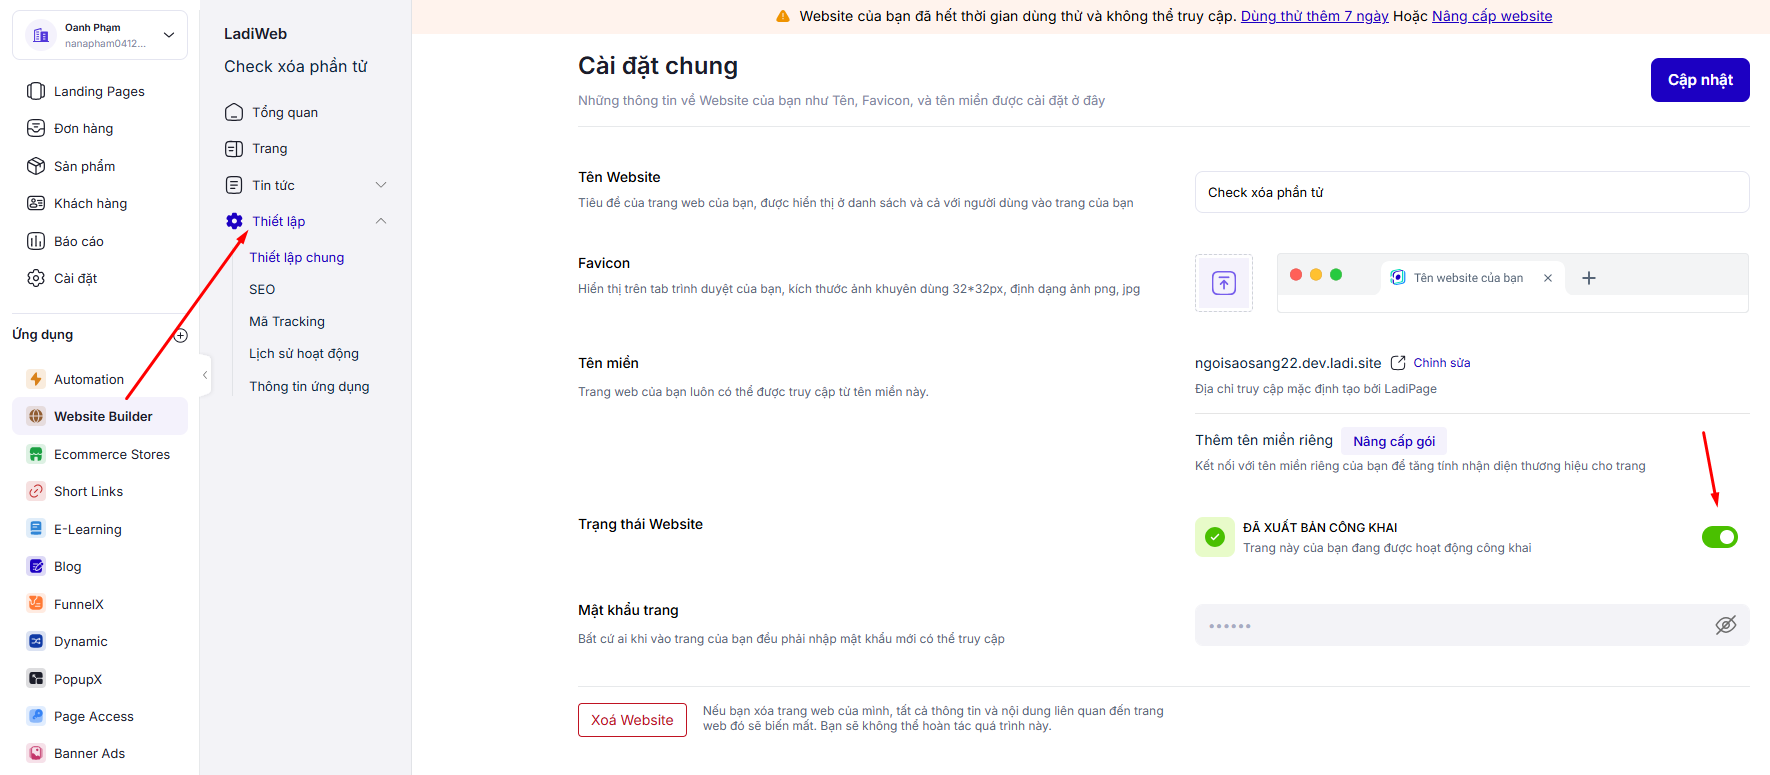 Oanh Phạm
nanapham0412...
Landing Pages
Đơn hàng
Sản phẩm
Khách hàng
Báo cáo
Cài đặt
Ứng dụng
Automation
Website Builder
Ecommerce Stores
Short Links
E-Learning
Blog
FunnelX
Dynamic
PopupX
Page Access
Banner Ads
LadiWeb
Check xóa phần tử
Tổng quan
Trang
Tin tức
Thiết lập
Thiết lập chung
SEO
Mã Tracking
Lịch sử hoạt động
Thông tin ứng dụng
Website của bạn đã hết thời gian dùng thử và không thể truy cập. Dùng thử thêm 7 ngày Hoặc Nâng cấp website
Cài đặt chung
Những thông tin về Website của bạn như Tên, Favicon, và tên miền được cài đặt ở đây
Cập nhật
Tên Website
Tiêu đề của trang web của bạn, được hiển thị ở danh sách và cả với người dùng vào trang của bạn
Check xóa phần tử
Favicon
Hiển thị trên tab trình duyệt của bạn, kích thước ảnh khuyên dùng 32*32px, định dạng ảnh png, jpg
Tên website của bạn
Tên miền
Trang web của bạn luôn có thể được truy cập từ tên miền này.
ngoisaosang22.dev.ladi.site Chỉnh sửa
Địa chỉ truy cập mặc định tạo bởi LadiPage
Thêm tên miền riêng Nâng cấp gói
Kết nối với tên miền riêng của bạn để tăng tính nhận diện thương hiệu cho trang
Trạng thái Website
ĐÃ XUẤT BẢN CÔNG KHAI
Trang này của bạn đang được hoạt động công khai
Mật khẩu trang
Bất cứ ai khi vào trang của bạn đều phải nhập mật khẩu mới có thể truy cập
Xoá Website
Nếu bạn xóa trang web của mình, tất cả thông tin và nội dung liên quan đến trang
web đó sẽ biến mất. Bạn sẽ không thể hoàn tác quá trình này.